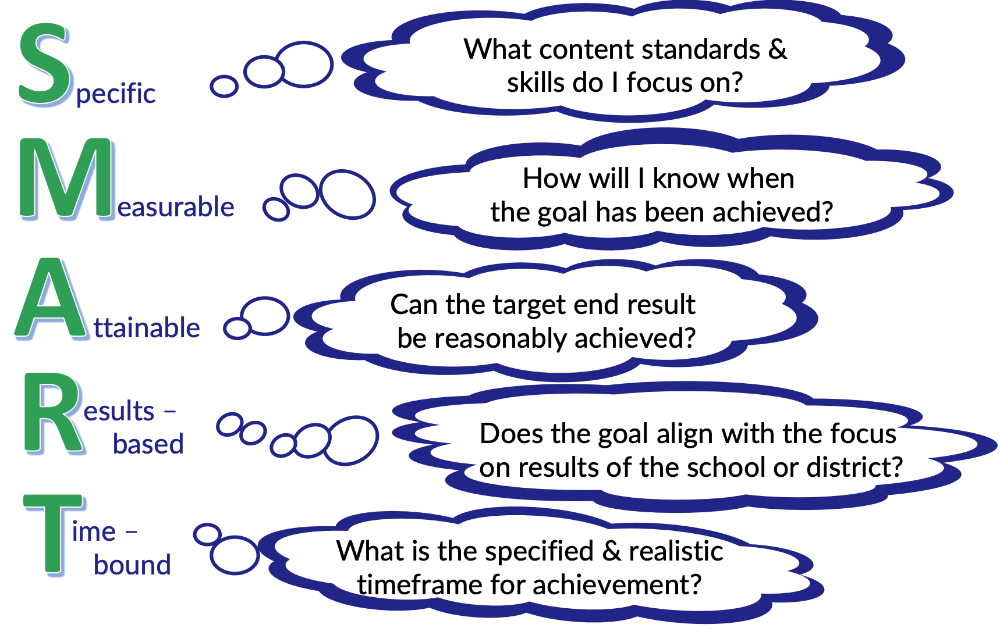 Specific
What content standards &
skills do I focus on?
Measurable
How will I know when
the goal has been achieved?
Attainable
Can the target end result
be reasonably achieved?
Results –
based
Does the goal align with the focus
on results of the school or district?
Time –
bound
What is the specified & realistic
timeframe for achievement?